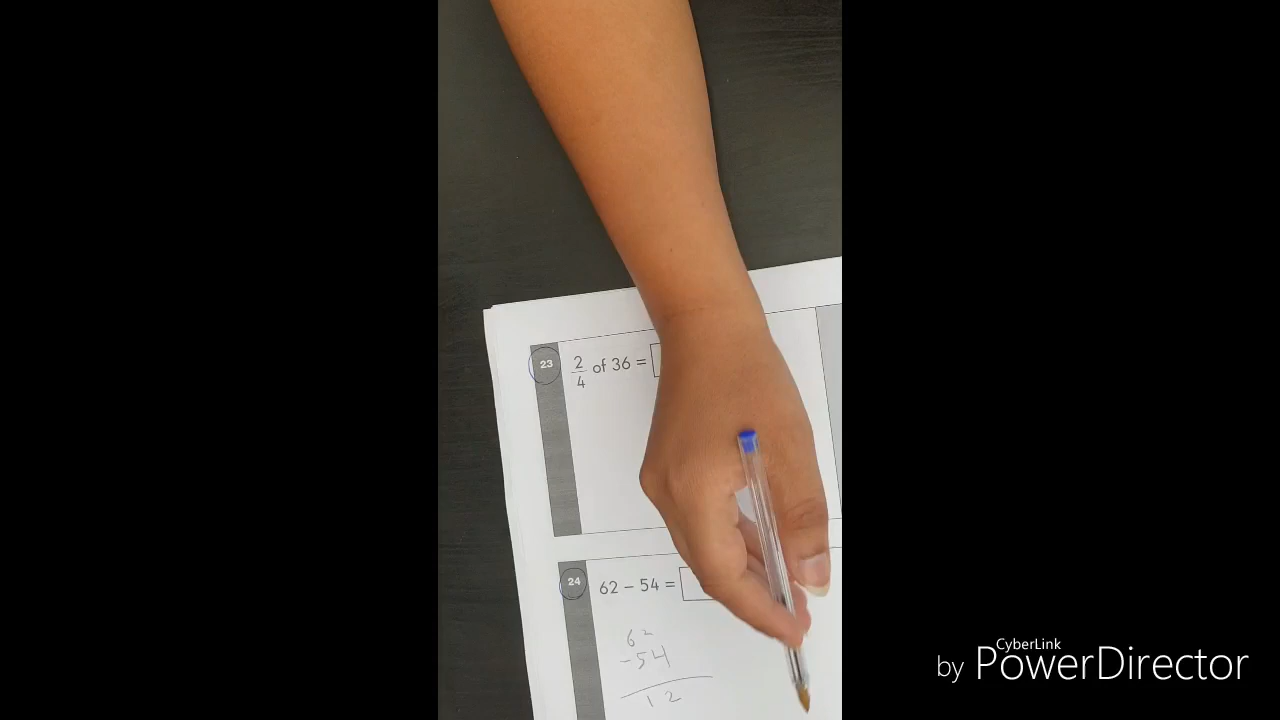 23
2/4 of 36 =
24
62 – 54 =
62
-54
12
CyberLink
by PowerDirector